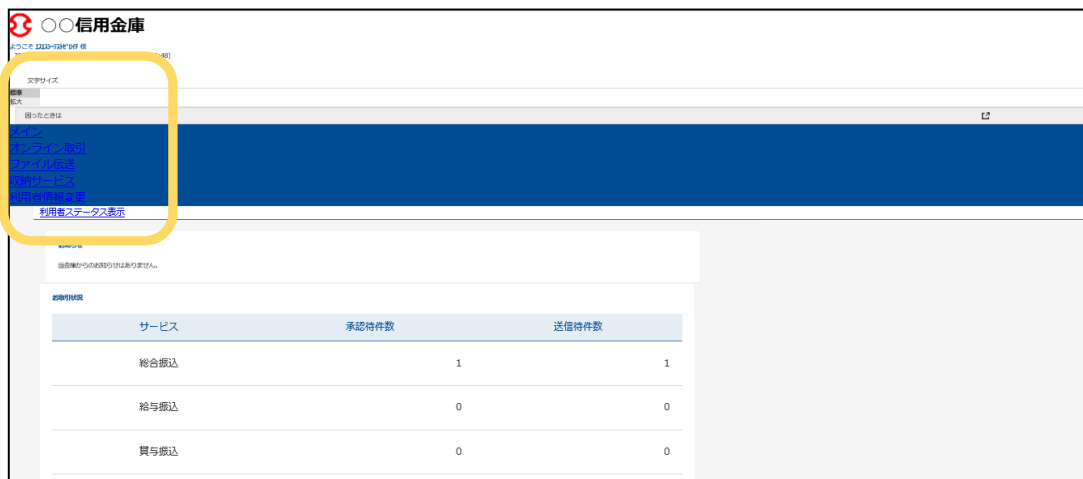 ○○信用金庫
ようこそ 様
文字サイズ
標準
拡大
困ったときは
メイン
オンライン取引
ファイル伝送
収納サービス
利用者情報変更
利用者ステータス表示
お知らせ
当金庫からのお知らせはありません。
お取引状況
サービス 承認待件数 送信待件数
総合振込 1 1
給与振込 0 0
賞与振込 0 0